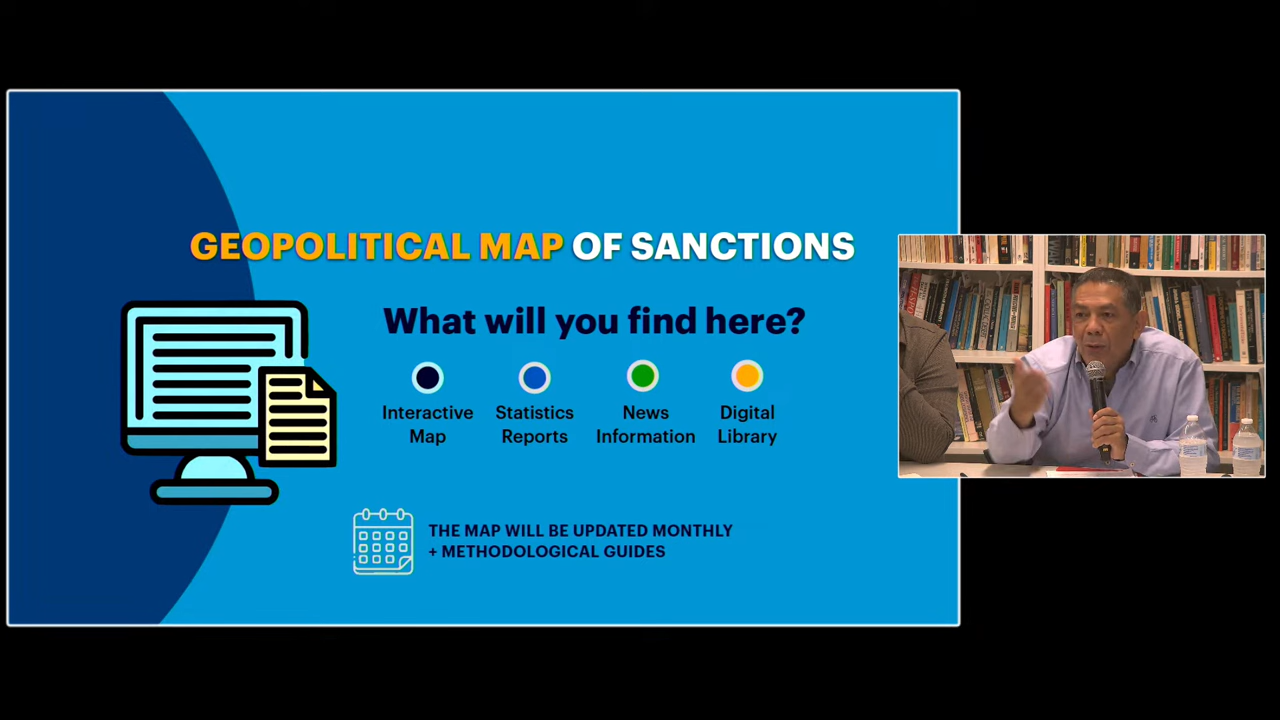 GEOPOLITICAL MAP OF SANCTIONS
What will you find here?
Interactive
Map
Statistics
Reports
News
Information
Digital
Library
THE MAP WILL BE UPDATED MONTHLY
+ METHODOLOGICAL GUIDES